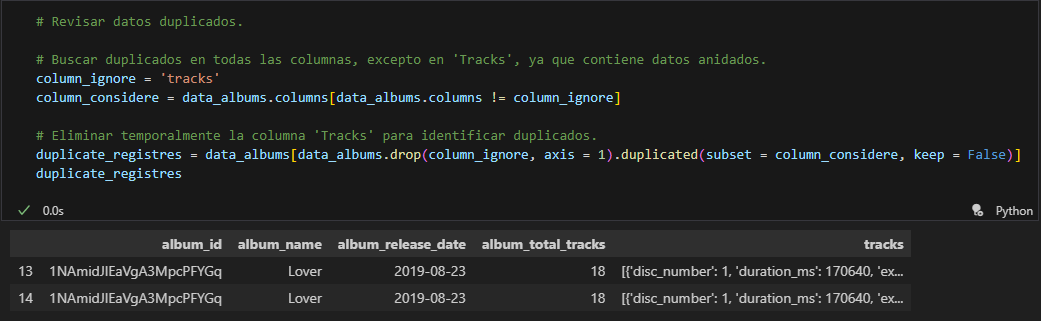 # Revisar datos duplicados.
# Buscar duplicados en todas las columnas, excepto en 'Tracks', ya que contiene datos anidados.
column_ignore = 'tracks'
column_considere = data_albums.columns[data_albums.columns != column_ignore]
# Eliminar temporalmente la columna 'Tracks' para identificar duplicados.
duplicate_registres = data_albums[data_albums.drop(column_ignore, axis = 1).duplicated(subset = column_considere, keep = False)]
duplicate_registres
0.0s Python
album_id album_name album_release_date album_total_tracks tracks
13 1NAmidJlEaVgA3MpcPFYGq Lover 2019-08-23 18 [{'disc_number': 1, 'duration_ms': 170640, 'ex...
14 1NAmidJlEaVgA3MpcPFYGq Lover 2019-08-23 18 [{'disc_number': 1, 'duration_ms': 170640, 'ex...